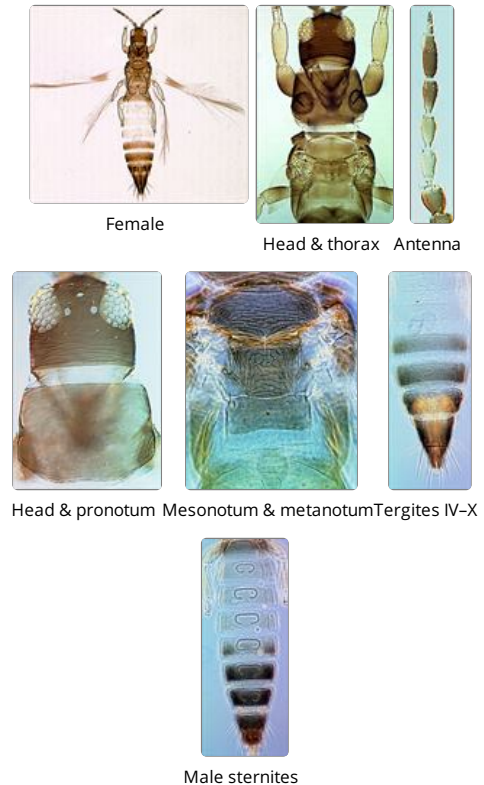 Female
Head & thorax
Antenna
Head & pronotum
Mesonotum & metanotum
Tergites IV–X
Male sternites